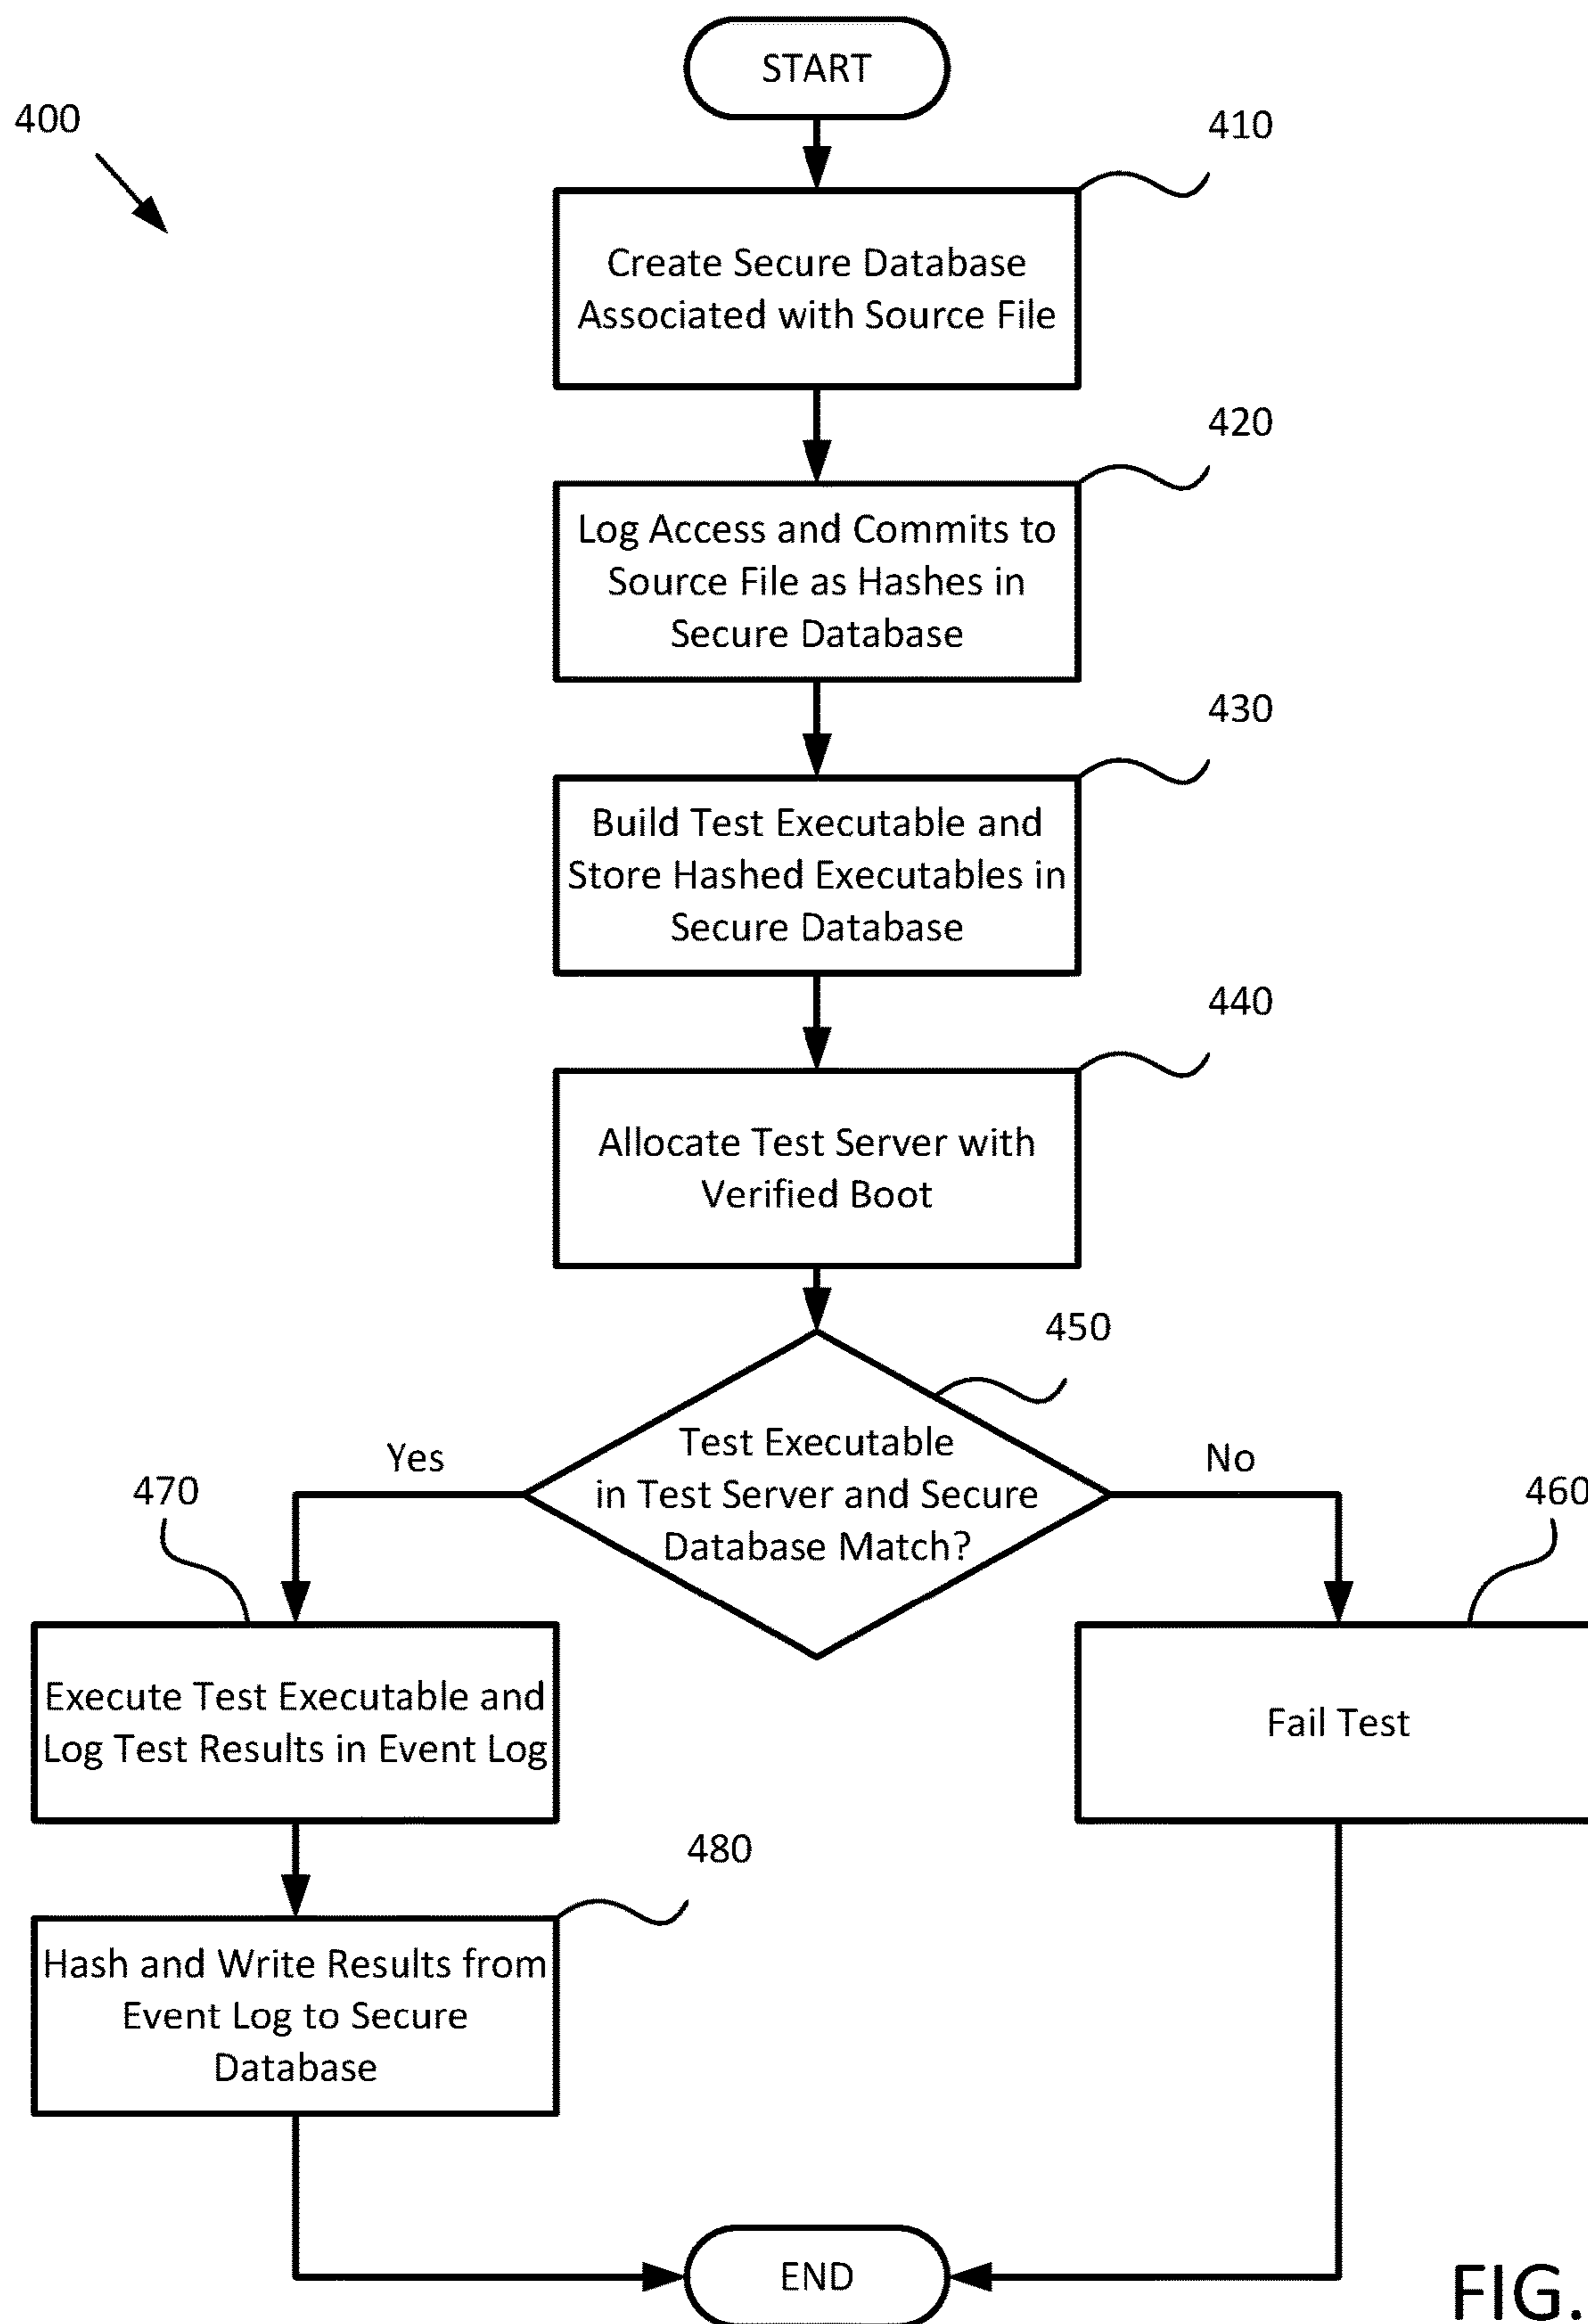 START
400
410
Create Secure Database
Associated with Source File
420
Log Access and Commits to
Source File as Hashes in
Secure Database
430
Build Test Executable and
Store Hashed Executables in
Secure Database
440
Allocate Test Server with
Verified Boot
450
Test Executable
in Test Server and Secure
Database Match?
Yes
No
470
460
Execute Test Executable and
Log Test Results in Event Log
Fail Test
480
Hash and Write Results from
Event Log to Secure
Database
END
FIG.